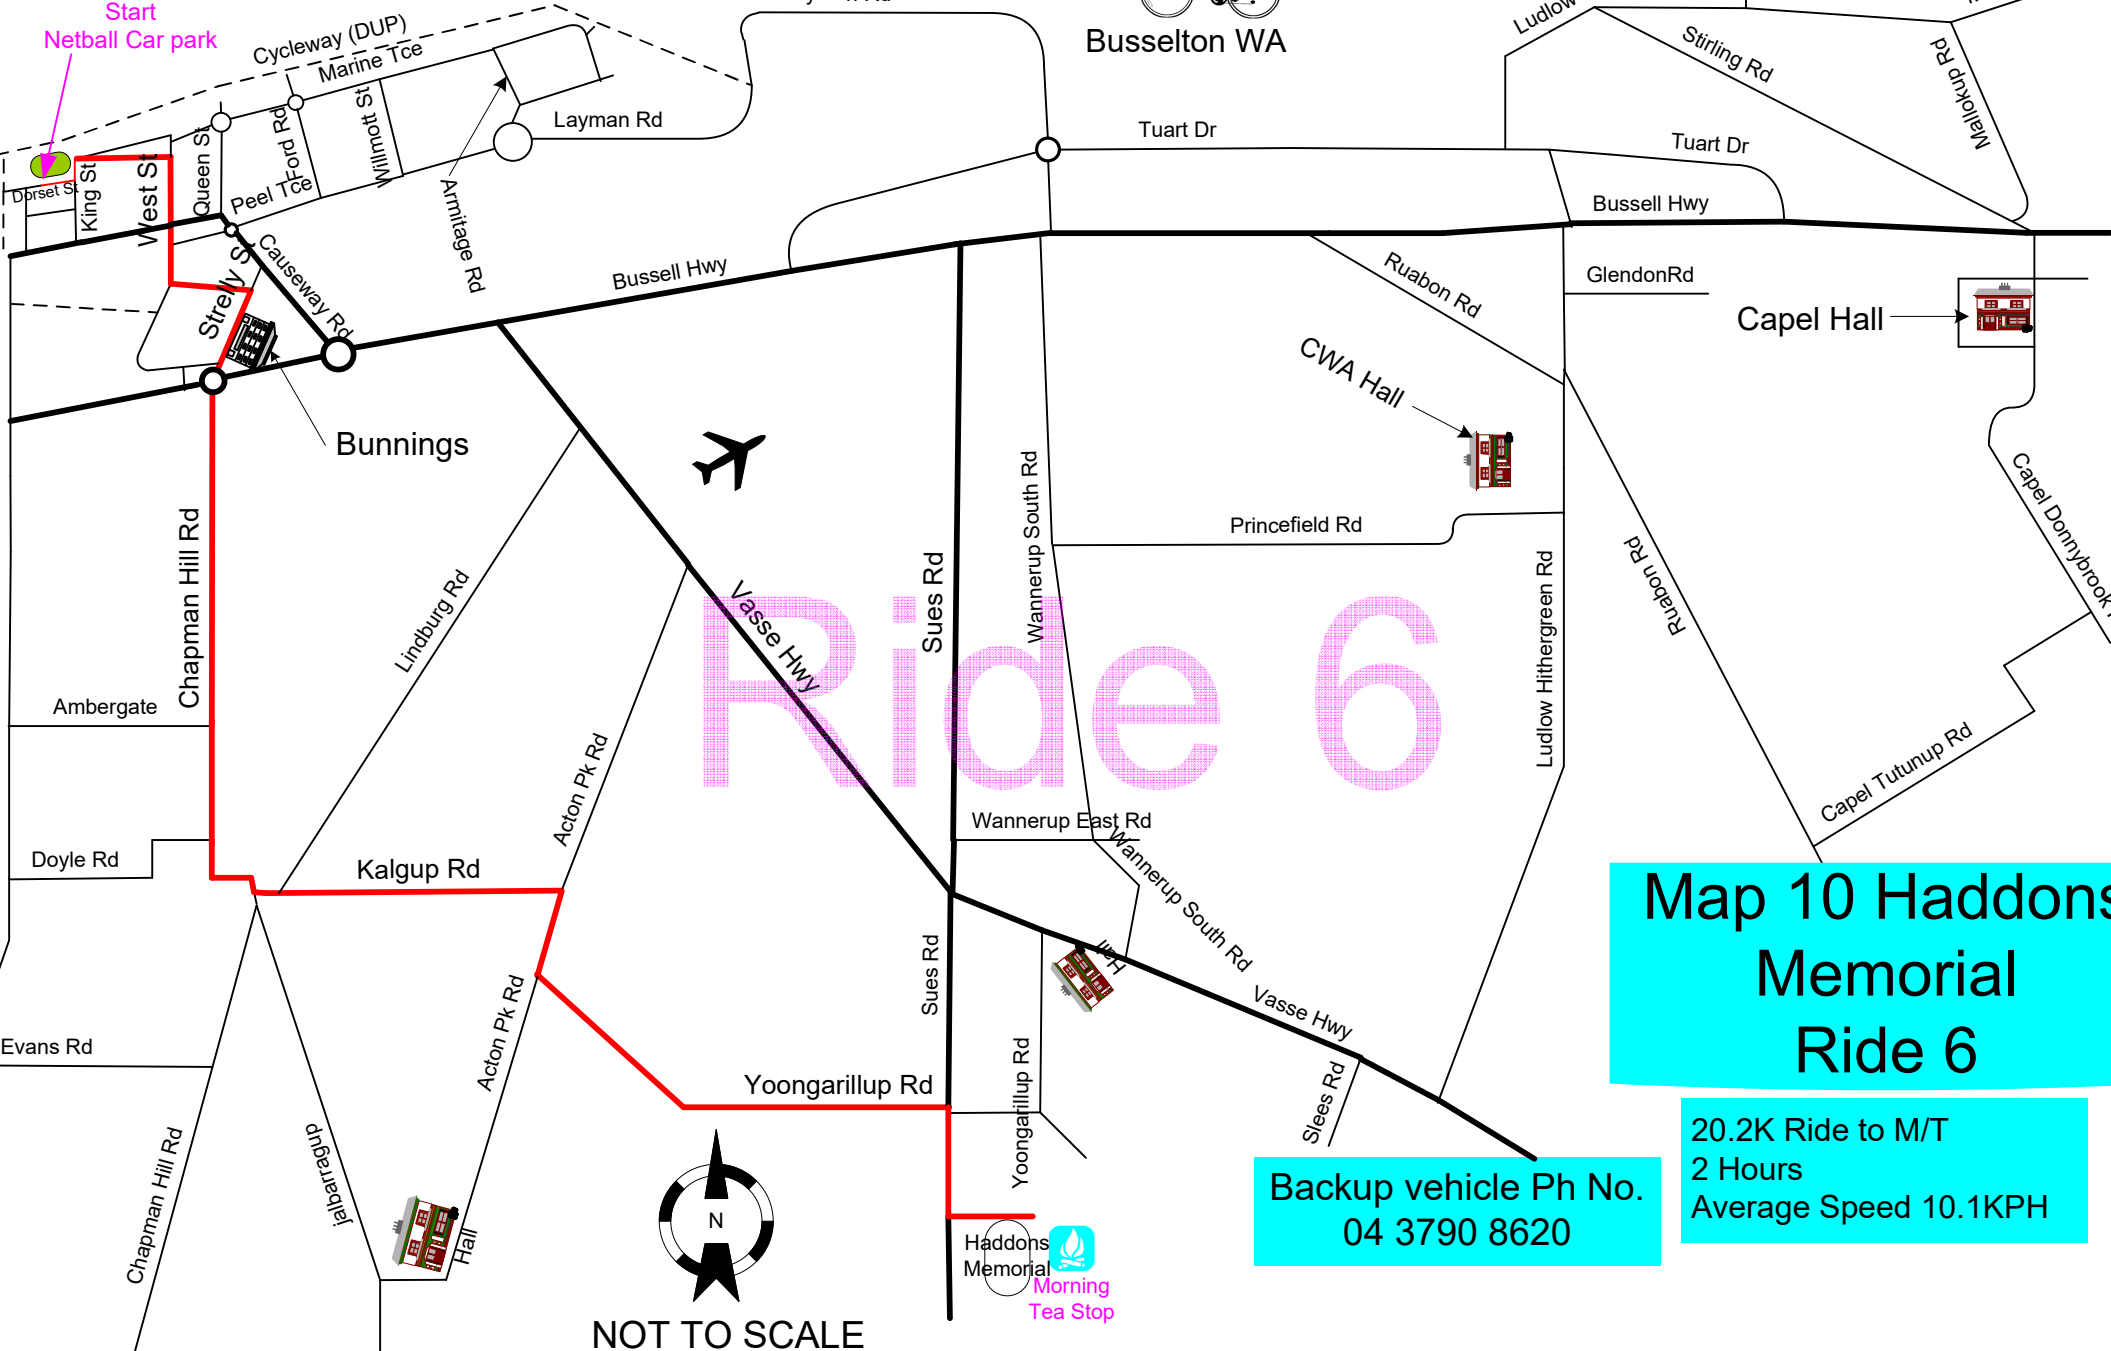 Start
Netball Car park
Cycleway (DUP)
Marine Tce
Busselton WA
Ludlow
Stirling Rd
Mallokup Rd
Layman Rd
Tuart Dr
Tuart Dr
Willmott St
Ford Rd
Queen St
West St
King St
Dorset St
Peel Tce
Armitage Rd
Bussell Hwy
Causeway Rd
Strelly St
Bussell Hwy
Ruabon Rd
GlendonRd
Capel Hall
CWA Hall
Bunnings
Capel Donnybrook
Princefield Rd
Wannerup South Rd
Chapman Hill Rd
Lindburg Rd
Sues Rd
Vasse Hwy
Ludlow Hithergreen Rd
Ruabon Rd
Ride 6
Ambergate
Acton Pk Rd
Capel Tutunup Rd
Wannerup East Rd
Doyle Rd
Kalgup Rd
Wannerup South Rd
Map 10 Haddons
Memorial
Ride 6
Hall
Sues Rd
Acton Pk Rd
Vasse Hwy
Evans Rd
Yoongarillup Rd
Yoongarillup Rd
Slees Rd
20.2K Ride to M/T
2 Hours
Average Speed 10.1KPH
Chapman Hill Rd
jalbarragup
Hall
Backup vehicle Ph No.
04 3790 8620
N
Haddons
Memorial
Morning
Tea Stop
NOT TO SCALE